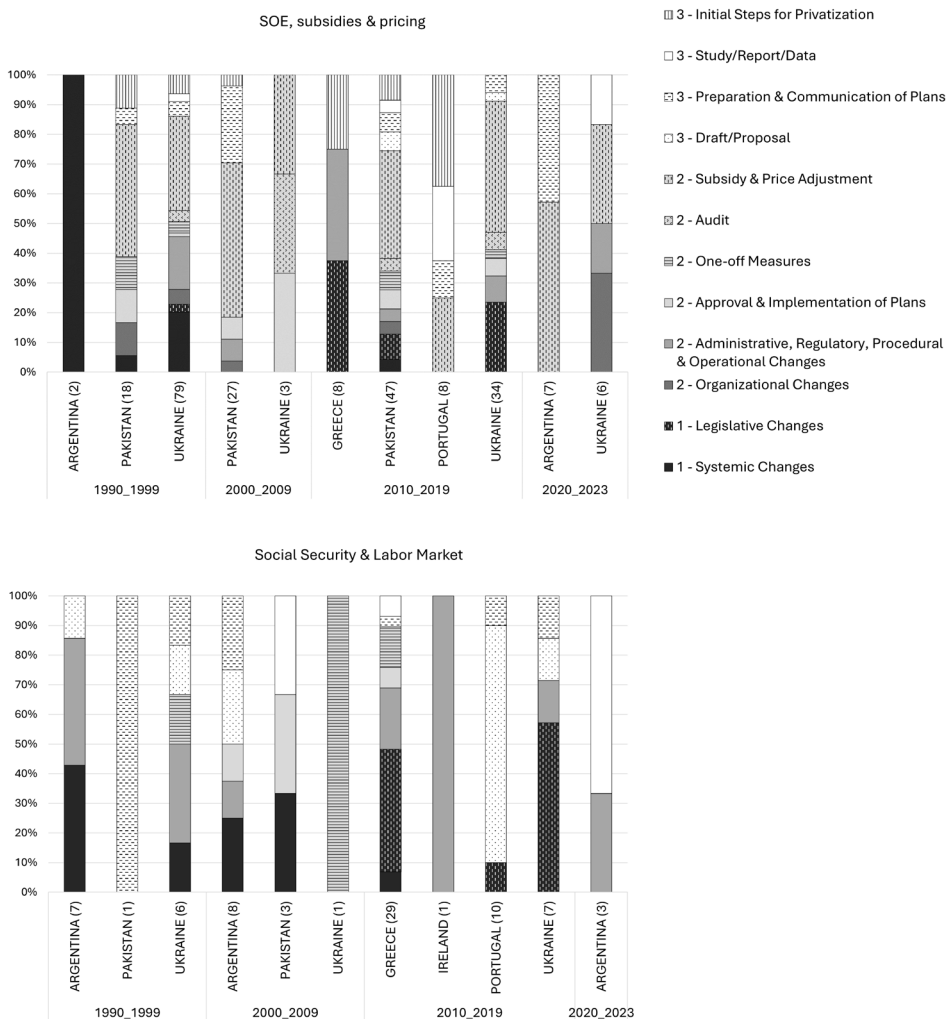 SOE, subsidies & pricing
100%
90%
80%
70%
60%
50%
40%
30%
20%
10%
0%
ARGENTINA (2)
PAKISTAN (18)
UKRAINE (79)
PAKISTAN (27)
UKRAINE (3)
GREECE (8)
PAKISTAN (47)
PORTUGAL (8)
UKRAINE (34)
ARGENTINA (7)
UKRAINE (6)
1990_1999
2000_2009
2010_2019
2020_2023
3 - Initial Steps for Privatization
3 - Study/Report/Data
3 - Preparation & Communication of Plans
3 - Draft/Proposal
2 - Subsidy & Price Adjustment
2 - Audit
2 - One-off Measures
2 - Approval & Implementation of Plans
2 - Administrative, Regulatory, Procedural
& Operational Changes
2 - Organizational Changes
1 - Legislative Changes
1 - Systemic Changes
Social Security & Labor Market
100%
90%
80%
70%
60%
50%
40%
30%
20%
10%
0%
ARGENTINA (7)
PAKISTAN (1)
UKRAINE (6)
ARGENTINA (8)
PAKISTAN (3)
UKRAINE (1)
GREECE (29)
IRELAND (1)
PORTUGAL (10)
UKRAINE (7)
ARGENTINA (3)
1990_1999
2000_2009
2010_2019
2020_2023